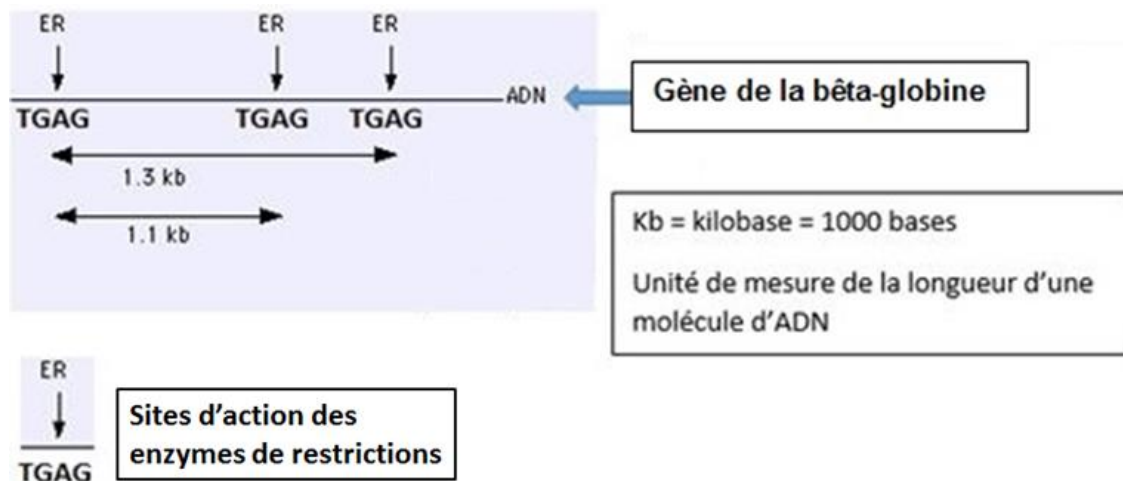 ER ER ER
ADN
Gène de la bêta-globine
TGAG TGAG TGAG
1.3 kb
1.1 kb
Kb = kilobase = 1000 bases
Unité de mesure de la longueur d'une
molécule d'ADN
ER
TGAG
Sites d'action des
enzymes de restrictions